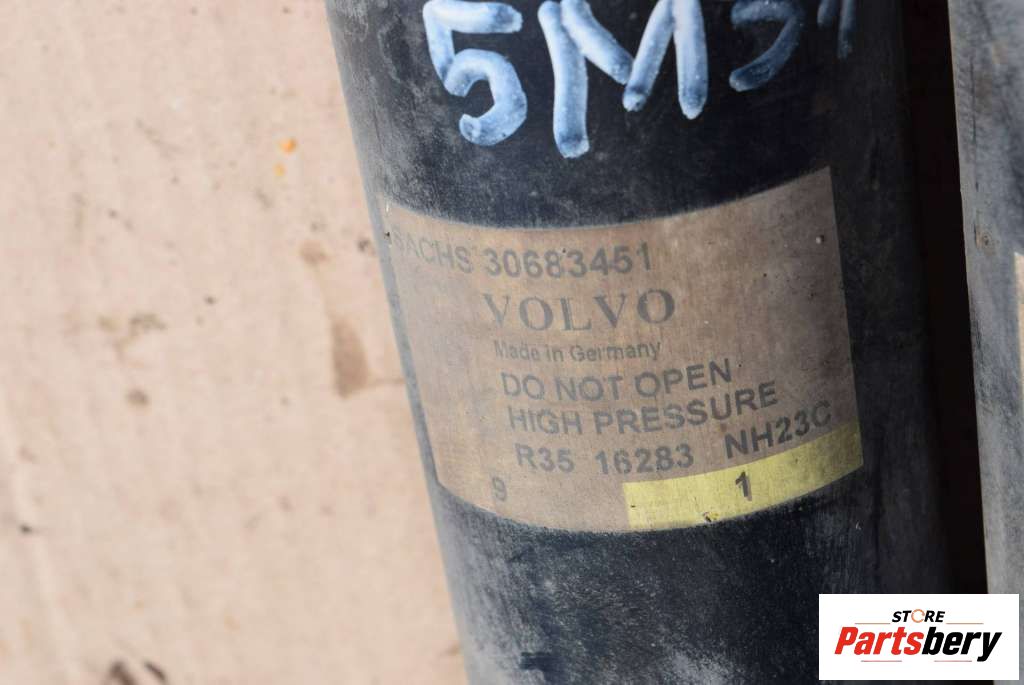 5M
SACHS 30683451
VOLVO
Made in Germany
DO NOT OPEN
HIGH PRESSURE
R35 16283 NH23C
9 1
STORE
Partsbery